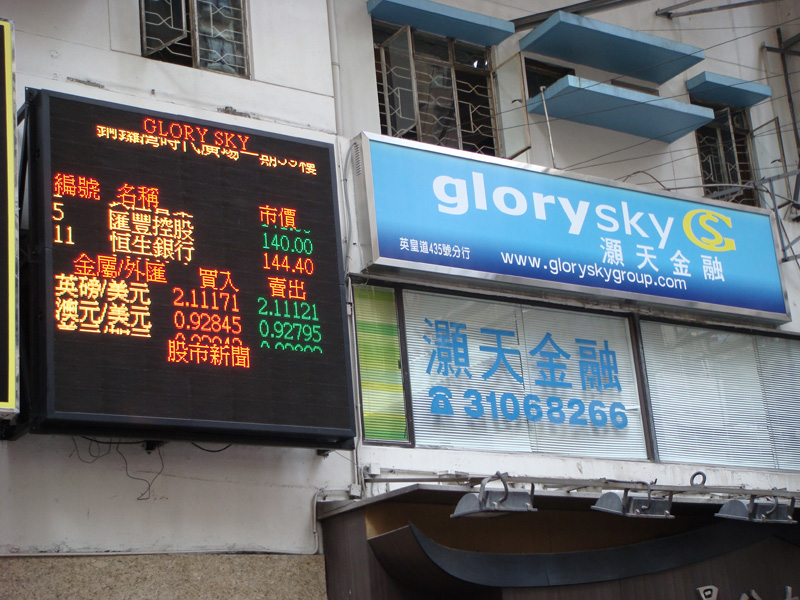 GLORY SKY
編號 名稱 市價
5 匯豐控股
11 恒生銀行 140.00
144.40
金屬/外匯 買入 賣出
英磅/美元 2.11171 2.11121
澳元/美元 0.92845 0.92795
股市新聞
glorysky
灝天金融
英皇道435號分行
www.gloryskygroup.com
灝天金融
☎31068266